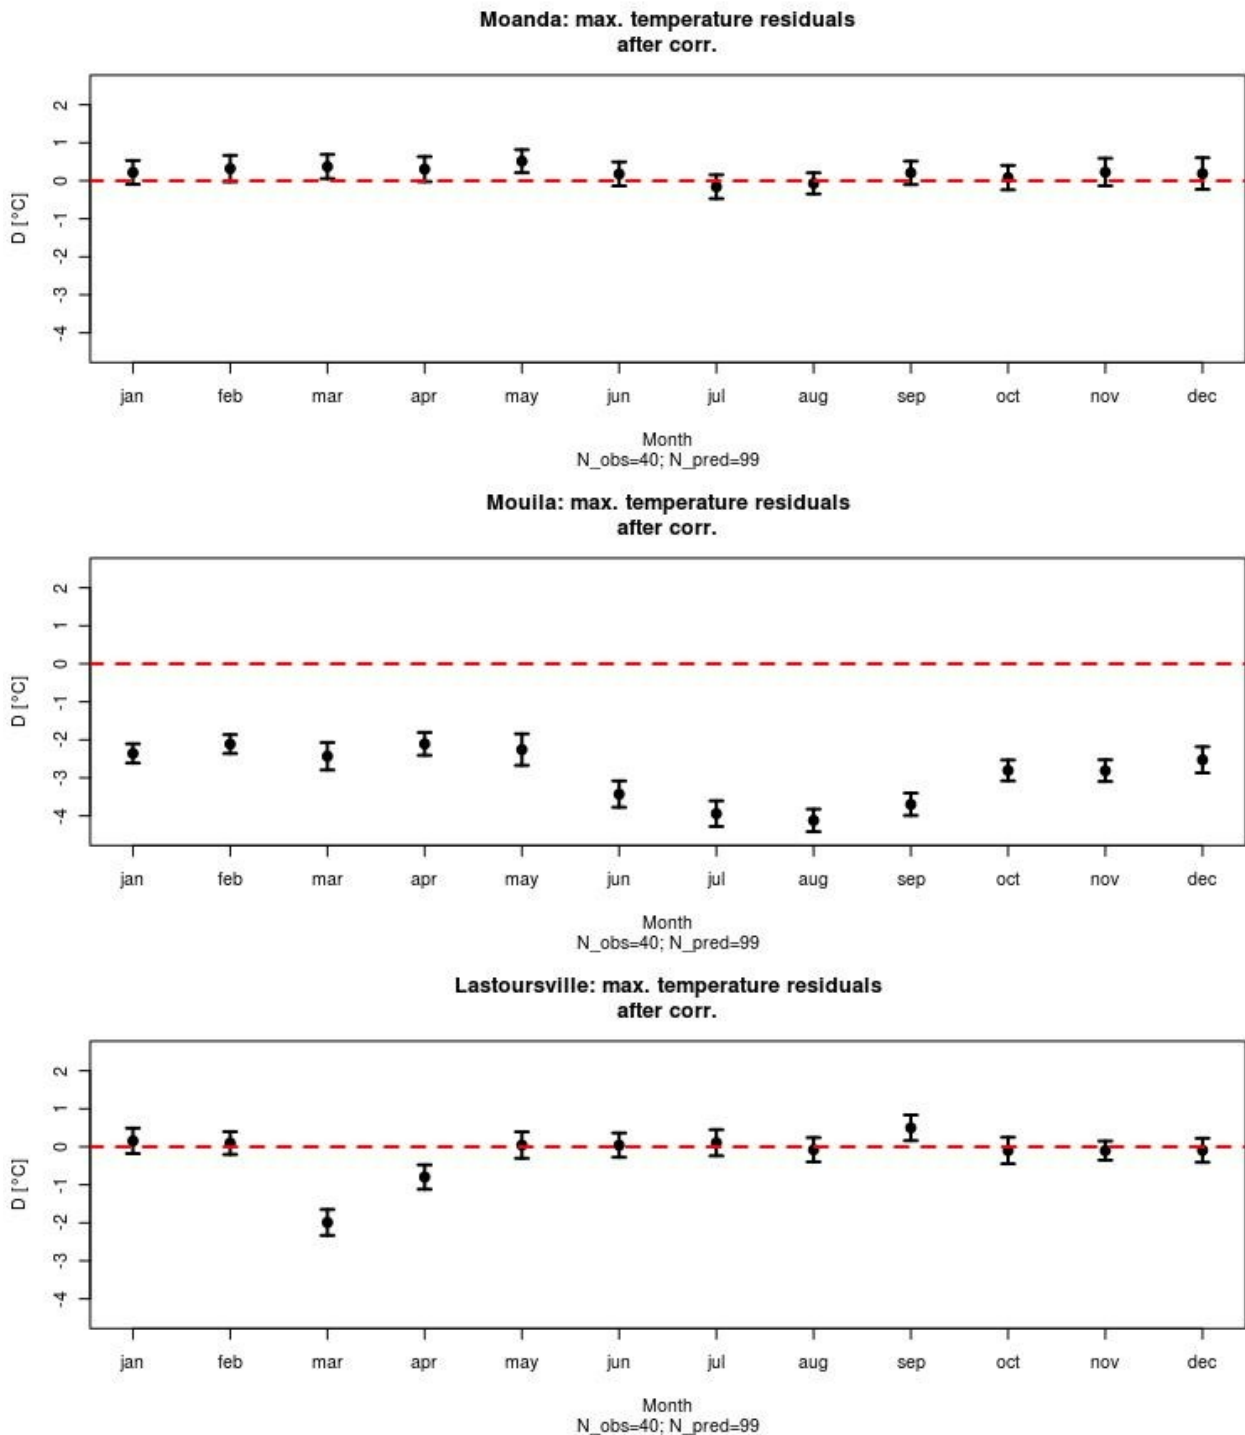 Moanda: max. temperature residuals
after corr.
D [°C]
2
1
0
-1
-2
-3
-4
jan feb mar apr may jun jul aug sep oct nov dec
Month
N_obs=40; N_pred=99
Mouila: max. temperature residuals
after corr.
D [°C]
2
1
0
-1
-2
-3
-4
jan feb mar apr may jun jul aug sep oct nov dec
Month
N_obs=40; N_pred=99
Lastoursville: max. temperature residuals
after corr.
D [°C]
2
1
0
-1
-2
-3
-4
jan feb mar apr may jun jul aug sep oct nov dec
Month
N_obs=40; N_pred=99